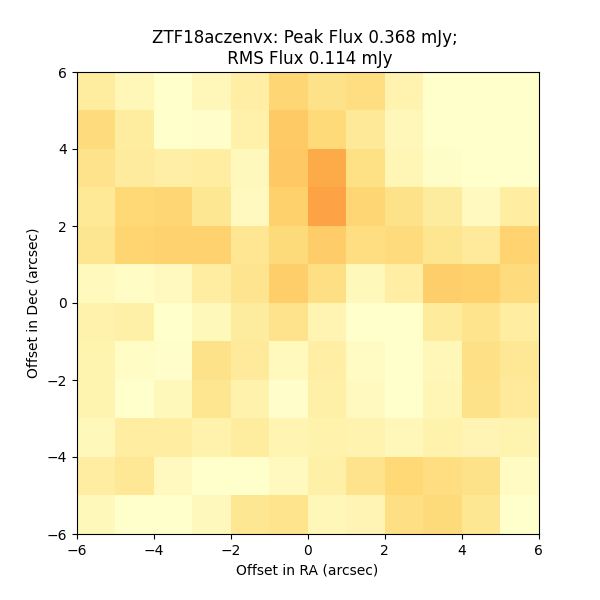 ZTF18aczenvx: Peak Flux 0.368 mJy;
RMS Flux 0.114 mJy
6
4
2
0
−2
−4
−6
Offset in Dec (arcsec)
−6 −4 −2 0 2 4 6
Offset in RA (arcsec)